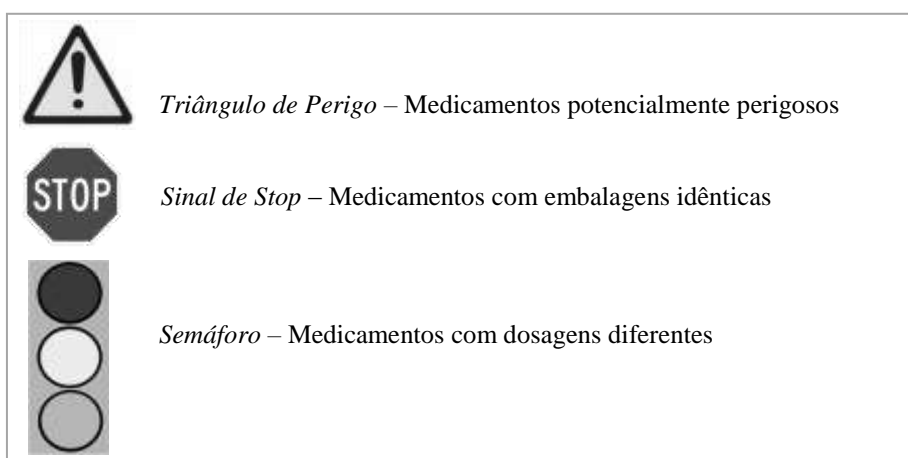 Triângulo de Perigo – Medicamentos potencialmente perigosos
STOP
Sinal de Stop – Medicamentos com embalagens idênticas
Semáforo – Medicamentos com dosagens diferentes